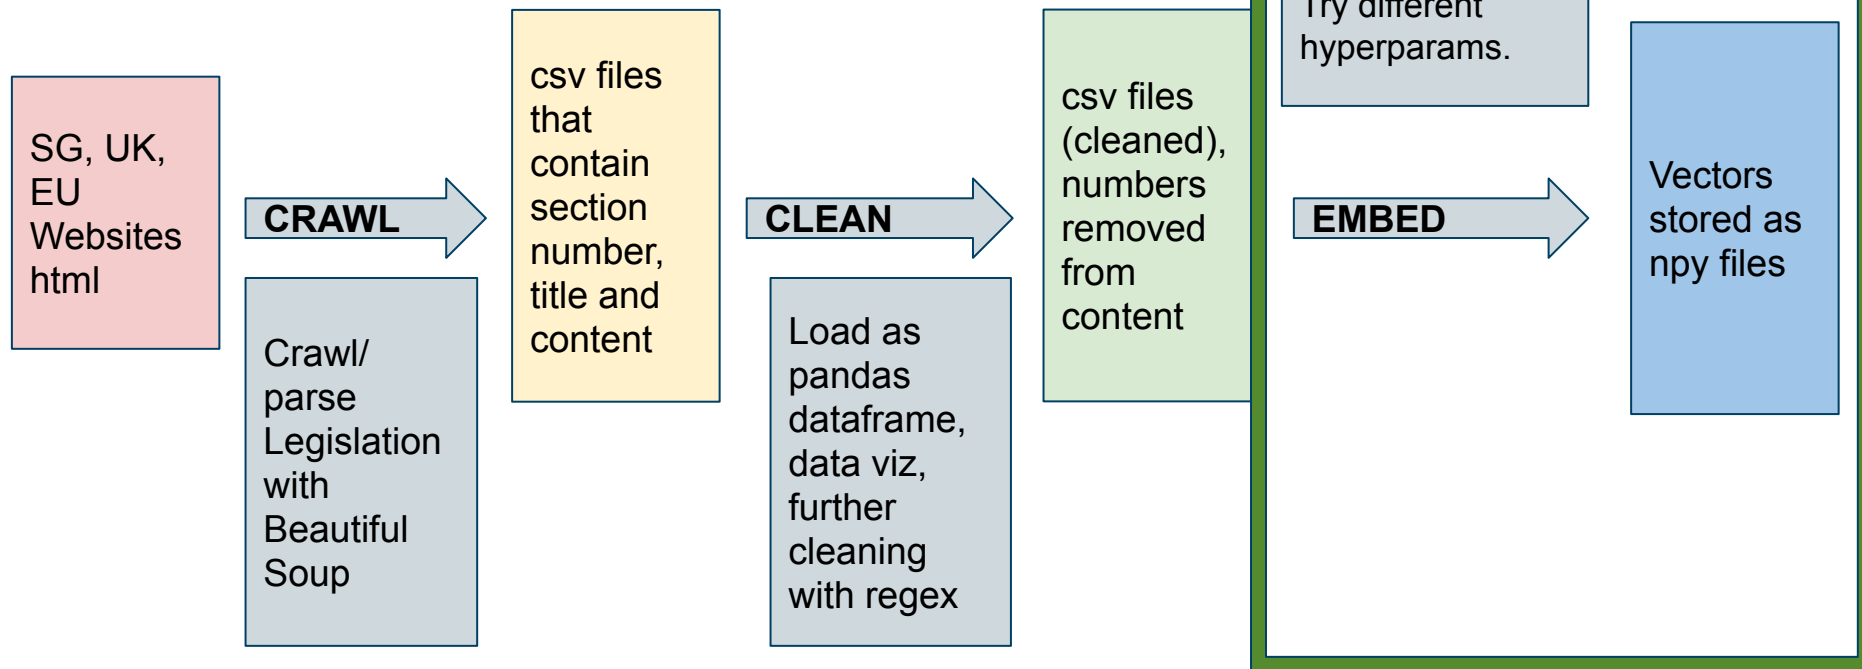 SG, UK,
EU
Websites
html
CRAWL
Crawl/
parse
Legislation
with
Beautiful
Soup
csv files
that
contain
section
number,
title and
content
CLEAN
Load as
pandas
dataframe,
data viz,
further
cleaning
with regex
csv files
(cleaned),
numbers
removed
from
content
Try different
hyperparams.
EMBED
Vectors
stored as
npy files